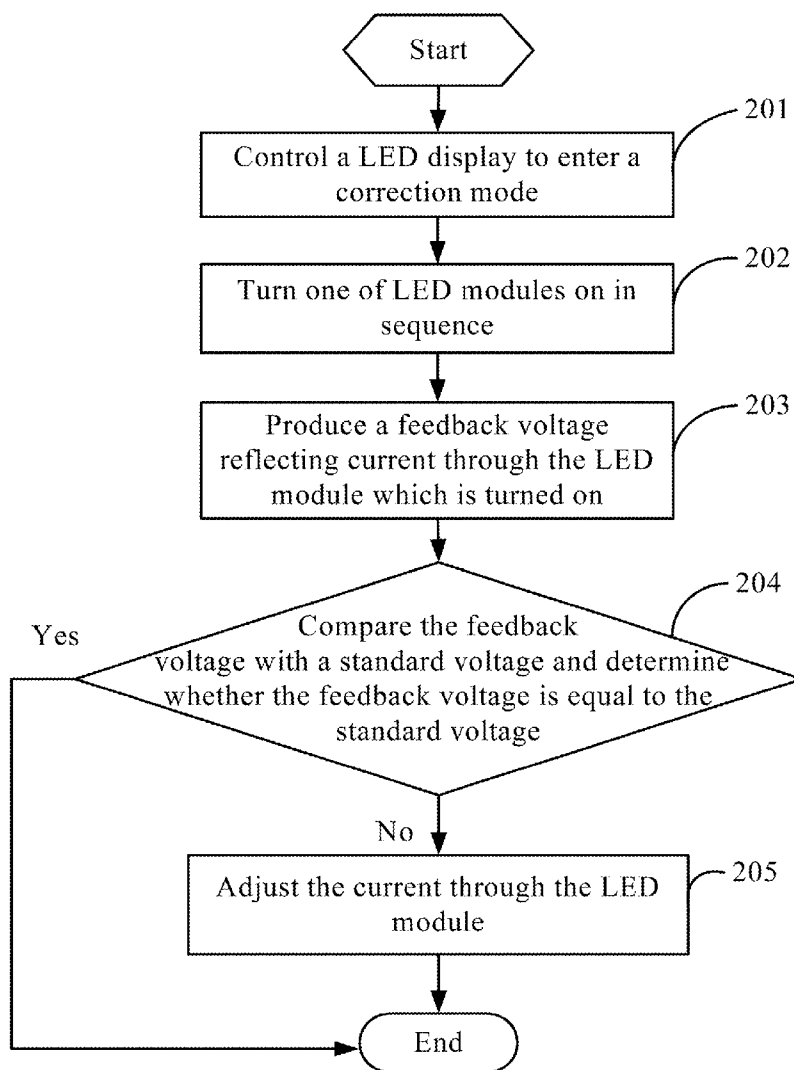 Start
201
Control a LED display to enter a
correction mode
202
Turn one of LED modules on in
sequence
203
Produce a feedback voltage
reflecting current through the LED
module which is turned on
204
Yes
Compare the feedback
voltage with a standard voltage and determine
whether the feedback voltage is equal to the
standard voltage
No
205
Adjust the current through the LED
module
End